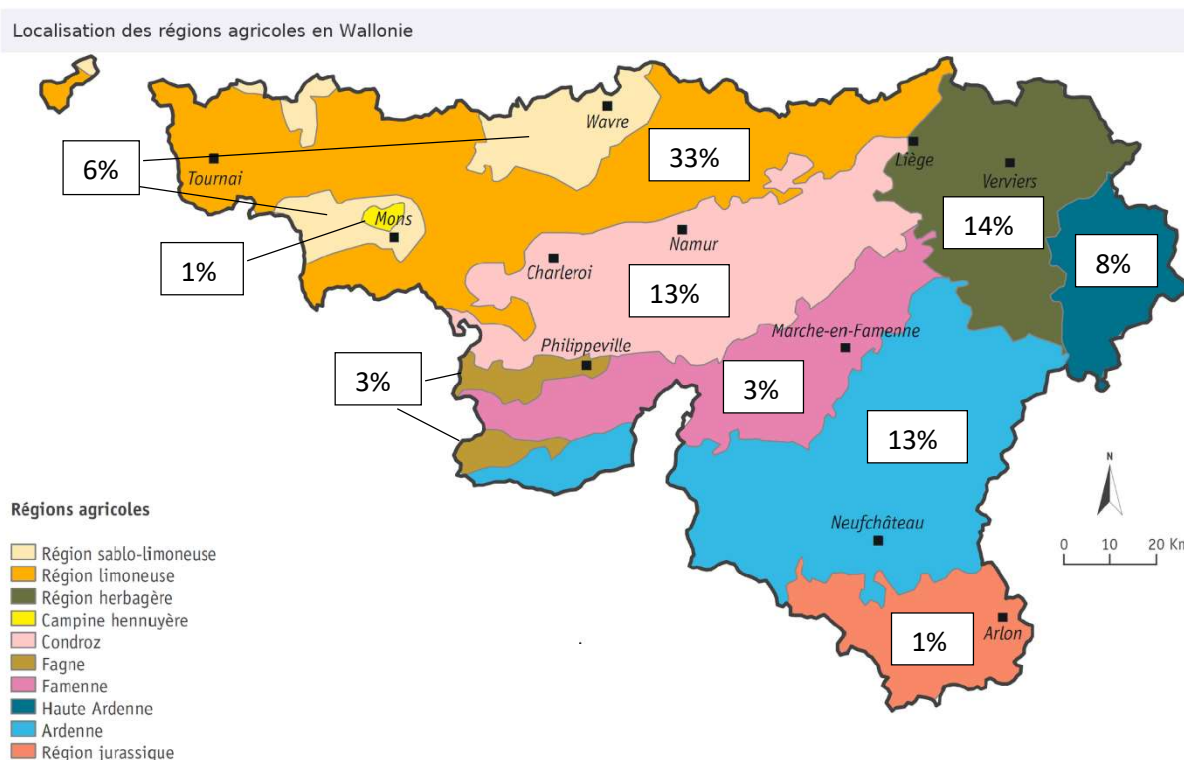 Localisation des régions agricoles en Wallonie
Wavre
33%
6%
Tournai
Liège
Verviers
Mons
14%
Namur
1%
Charleroi
8%
13%
Marche-en-Famenne
Philippeville
3%
3%
13%
N
Neufchâteau
0 10 20 Km
Arlon
1%
Régions agricoles
Région sablo-limoneuse
Région limoneuse
Région herbagère
Campine hennuyère
Condroz
Fagne
Famenne
Haute Ardenne
Ardenne
Région jurassique